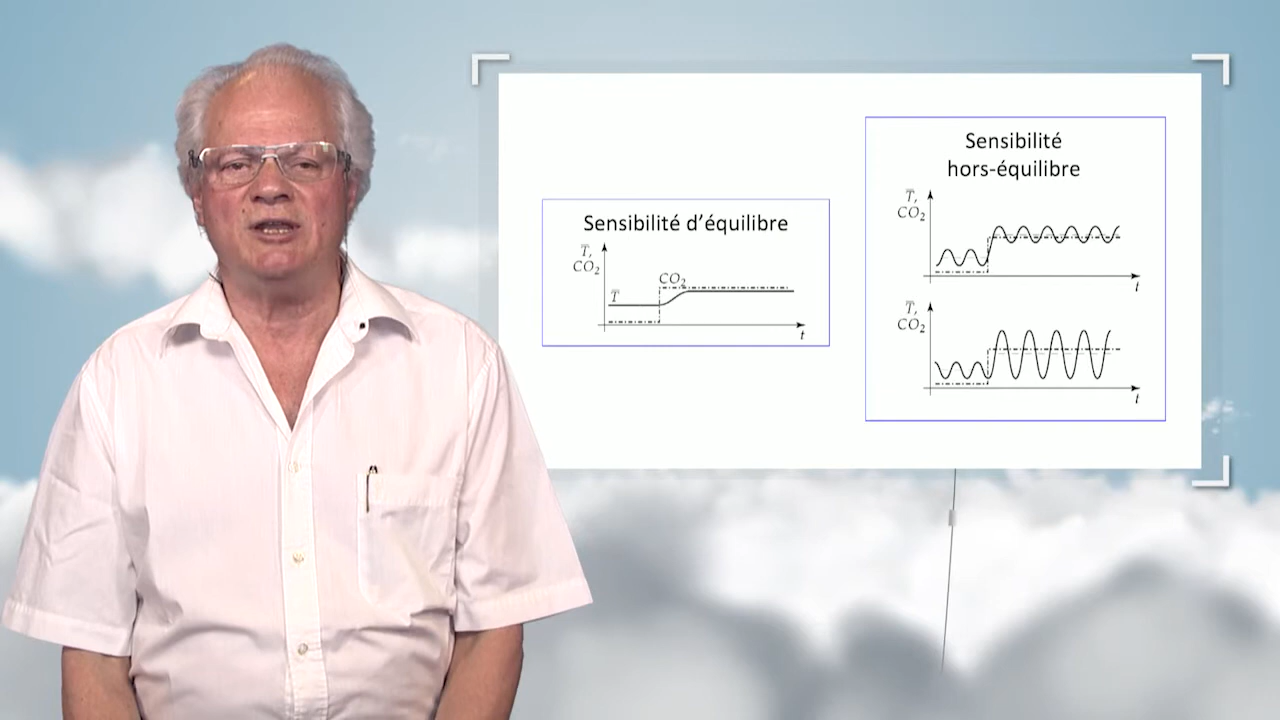 Sensibilité d’équilibre
T̅,
CO₂
CO₂
T̅
t
Sensibilité
hors-équilibre
T̅,
CO₂
t
T̅,
CO₂
t